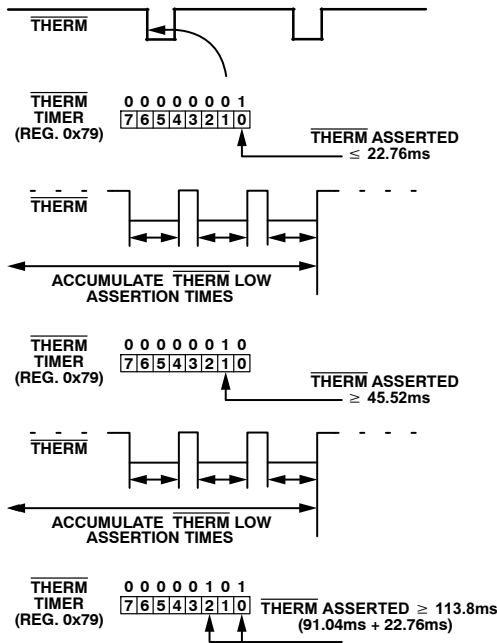 THERM
THERM
TIMER
(REG. 0x79)
0 0 0 0 0 0 0 1
7 6 5 4 3 2 1 0
THERM ASSERTED
≤ 22.76ms
THERM
ACCUMULATE THERM LOW
ASSERTION TIMES
THERM
TIMER
(REG. 0x79)
0 0 0 0 0 0 1 0
7 6 5 4 3 2 1 0
THERM ASSERTED
≥ 45.52ms
THERM
ACCUMULATE THERM LOW
ASSERTION TIMES
THERM
TIMER
(REG. 0x79)
0 0 0 0 0 1 0 1
7 6 5 4 3 2 1 0
THERM ASSERTED ≥ 113.8ms
(91.04ms + 22.76ms)